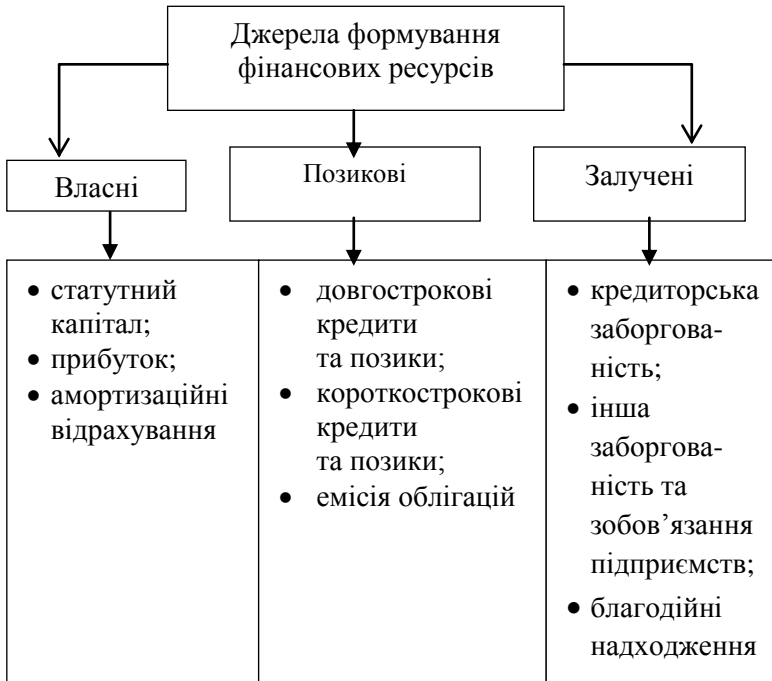 Джерела формування
фінансових ресурсів
Власні
Позикові
Залучені
• статутний
капітал;
• прибуток;
• амортизаційні
відрахування
• довгострокові
кредити
та позики;
• короткострокові
кредити
та позики;
• емісія облігацій
• кредиторська
заборгова-
ність;
• інша
заборгова-
ність та
зобов’язання
підприємств;
• благодійні
надходження